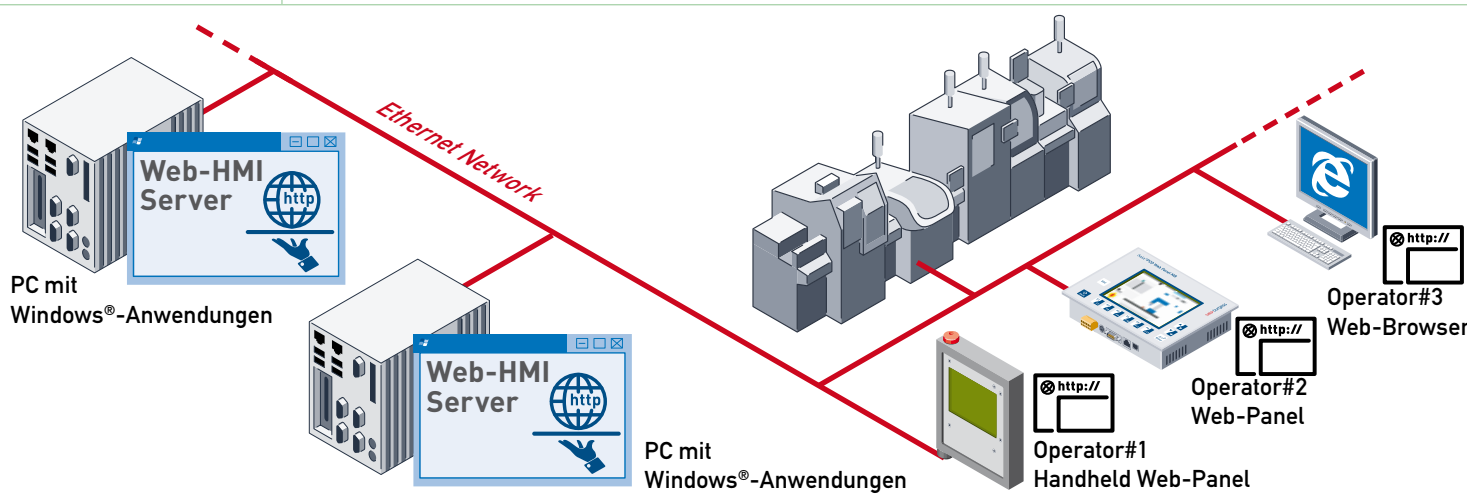 Ethernet Network
Web-HMI
Server
http
PC mit
Windows®-Anwendungen
Web-HMI
Server
http
PC mit
Windows®-Anwendungen
http://
Operator#1
Handheld Web-Panel
http://
Operator#2
Web-Panel
http://
Operator#3
Web-Browser